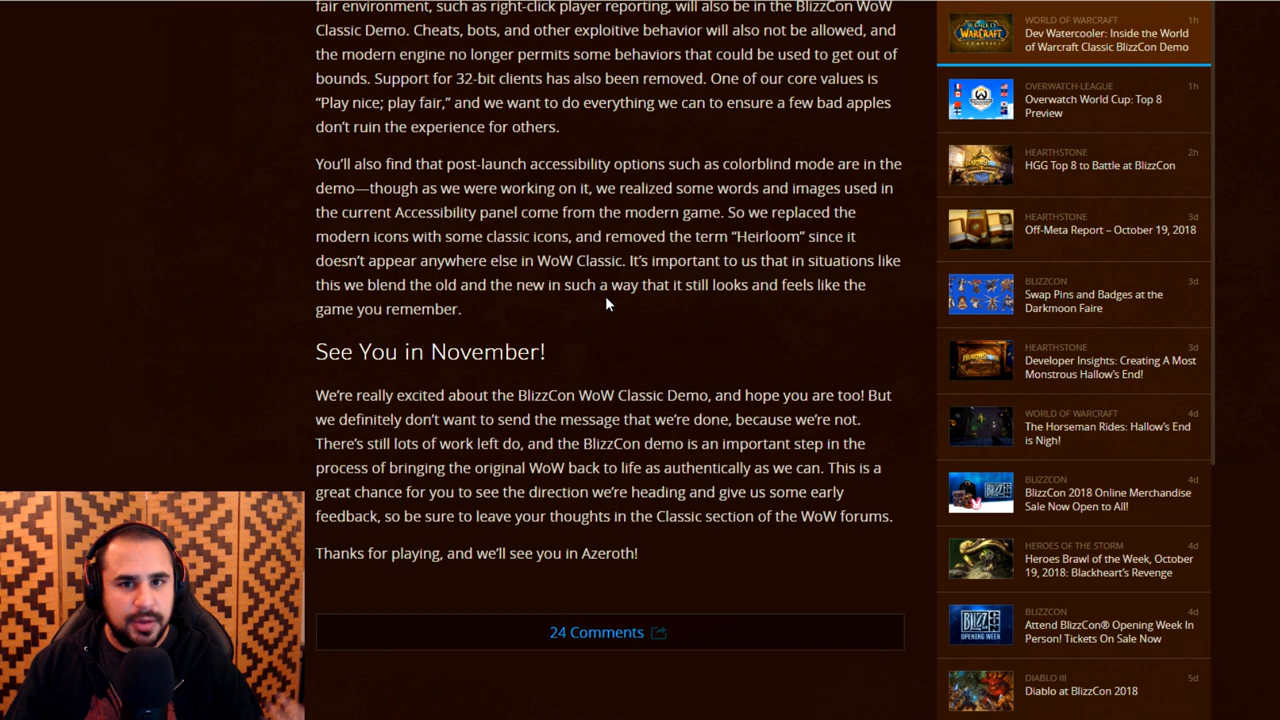 fair environment, such as right-click player reporting, will also be in the BlizzCon WoW
Classic Demo. Cheats, bots, and other exploitive behavior will also not be allowed, and
the modern engine no longer permits some behaviors that could be used to get out of
bounds. Support for 32-bit clients has also been removed. One of our core values is
“Play nice; play fair,” and we want to do everything we can to ensure a few bad apples
don’t ruin the experience for others.
You’ll also find that post-launch accessibility options such as colorblind mode are in the
demo—though as we were working on it, we realized some words and images used in
the current Accessibility panel come from the modern game. So we replaced the
modern icons with some classic icons, and removed the term “Heirloom” since it
doesn’t appear anywhere else in WoW Classic. It’s important to us that in situations like
this we blend the old and the new in such a way that it still looks and feels like the
game you remember.
See You in November!
We’re really excited about the BlizzCon WoW Classic Demo, and hope you are too! But
we definitely don’t want to send the message that we’re done, because we’re not.
There’s still lots of work left do, and the BlizzCon demo is an important step in the
process of bringing the original WoW back to life as authentically as we can. This is a
great chance for you to see the direction we’re heading and give us some early
feedback, so be sure to leave your thoughts in the Classic section of the WoW forums.
Thanks for playing, and we’ll see you in Azeroth!
24 Comments
WORLD OF WARCRAFT 1h
Dev Watercooler: Inside the World
of Warcraft Classic BlizzCon Demo
OVERWATCH LEAGUE 1h
Overwatch World Cup: Top 8
Preview
HEARTHSTONE 2h
HGG Top 8 to Battle at BlizzCon
HEARTHSTONE 3d
Off-Meta Report – October 19, 2018
BLIZZCON 3d
Swap Pins and Badges at the
Darkmoon Faire
HEARTHSTONE 3d
Developer Insights: Creating A Most
Monstrous Hallow’s End!
WORLD OF WARCRAFT 4d
The Horseman Rides: Hallow’s End
is Nigh!
BLIZZCON 4d
BlizzCon 2018 Online Merchandise
Sale Now Open to All!
HEROES OF THE STORM 4d
Heroes Brawl of the Week, October
19, 2018: Blackheart’s Revenge
BLIZZCON 4d
Attend BlizzCon® Opening Week In
Person! Tickets On Sale Now
DIABLO III 5d
Diablo at BlizzCon 2018